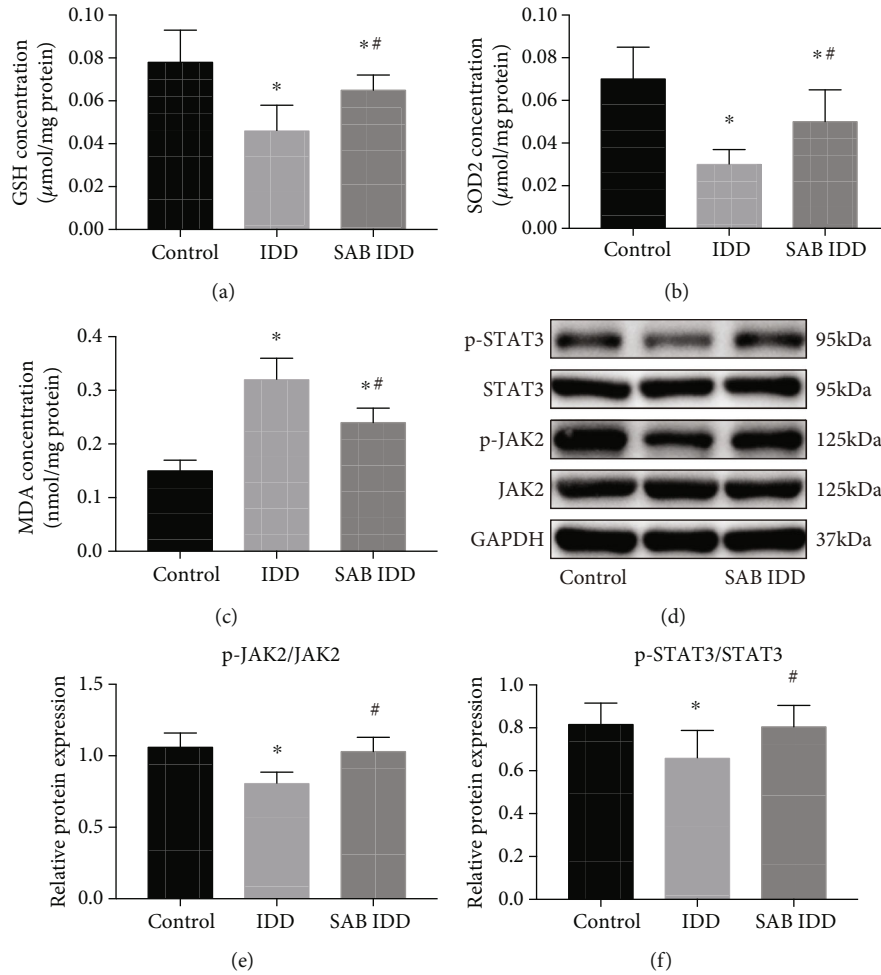 GSH concentration
(μmol/mg protein)
0.10
0.08
0.06
0.04
0.02
0.00
*
*#
Control IDD SAB IDD
(a)
SOD2 concentration
(μmol/mg protein)
0.10
0.08
0.06
0.04
0.02
0.00
*
*#
Control IDD SAB IDD
(b)
MDA concentration
(nmol/mg protein)
0.4
0.3
0.2
0.1
0.0
*
*#
Control IDD SAB IDD
(c)
p-STAT3 95kDa
STAT3 95kDa
p-JAK2 125kDa
JAK2 125kDa
GAPDH 37kDa
Control SAB IDD
(d)
p-JAK2/JAK2
Relative protein expression
1.5
1.0
0.5
0.0
*
#
Control IDD SAB IDD
(e)
p-STAT3/STAT3
Relative protein expression
1.0
0.8
0.6
0.4
0.2
0.0
*
#
Control IDD SAB IDD
(f)